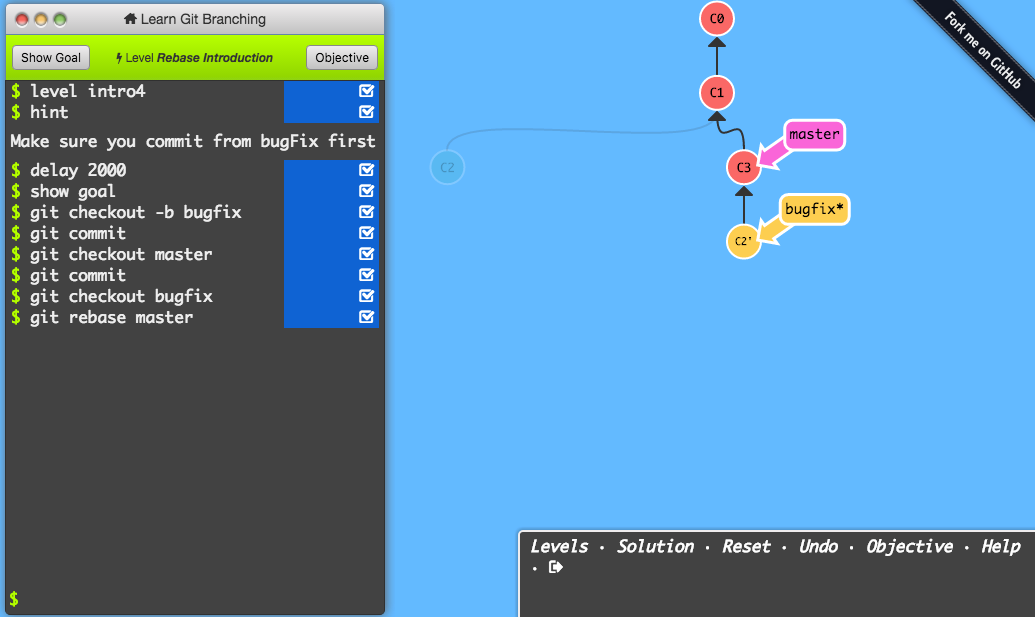 Learn Git Branching
Show Goal
Level Rebase Introduction
Objective
$ level intro4
$ hint
Make sure you commit from bugFix first
$ delay 2000
$ show goal
$ git checkout -b bugfix
$ git commit
$ git checkout master
$ git commit
$ git checkout bugfix
$ git rebase master
$
C0
C1
C2
C3
master
C2'
bugfix*
Fork me on GitHub
Levels · Solution · Reset · Undo · Objective · Help
·